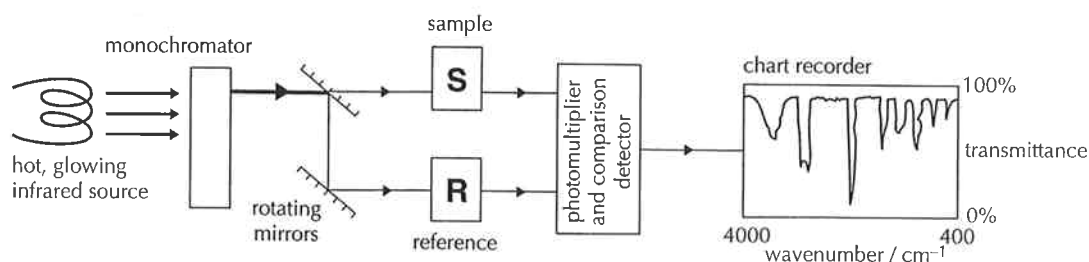 sample
monochromator
chart recorder
100%
S
hot, glowing
infrared source
photomultiplier
and comparison
detector
transmittance
R
rotating
mirrors
reference
0%
4000
400
wavenumber / cm⁻¹